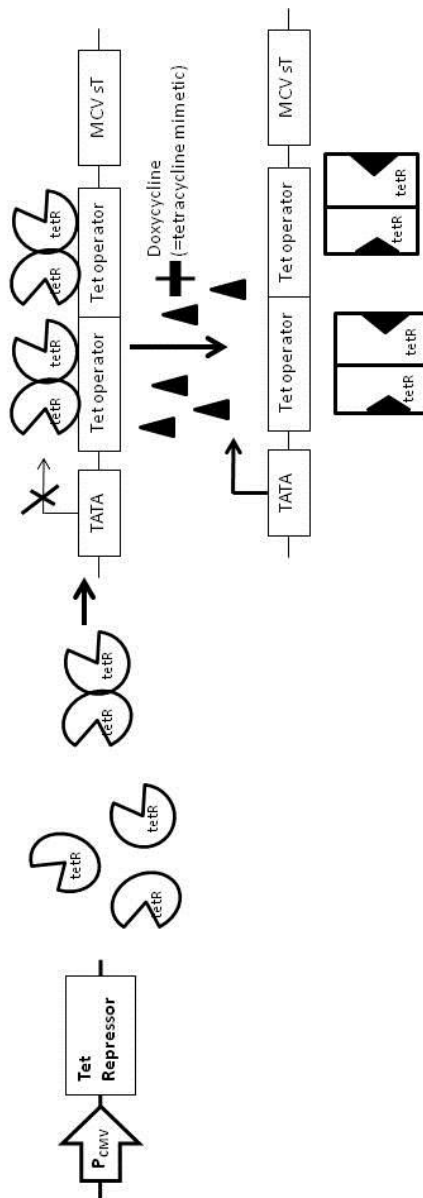 P CMV
Tet
Repressor
tetR
tetR
tetR
tetR
tetR
tetR
tetR
tetR
tetR
TATA
Tet operator
Tet operator
MCV sT
Doxycycline
(=tetracycline mimetic)
TATA
Tet operator
Tet operator
MCV sT
tetR
tetR
tetR
tetR